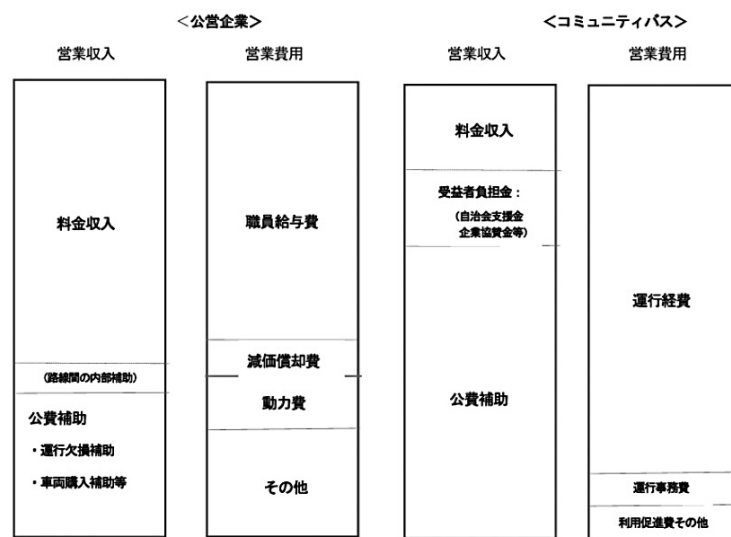 <公営企業>
営業収入
営業費用
料金収入
(路線間の内部補助)
公費補助
・運行欠損補助
・車両購入補助等
職員給与費
減価償却費
動力費
その他
<コミュニティバス>
営業収入
営業費用
料金収入
受益者負担金：
(自治会支援金
企業協賛金等)
公費補助
運行経費
運行事務費
利用促進費その他